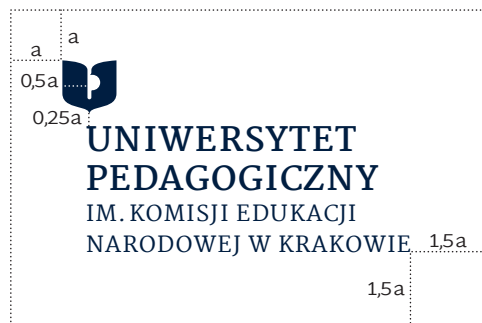 a
a
0,5a
0,25a
UNIWERSYTET
PEDAGOGICZNY
IM. KOMISJI EDUKACJI
NARODOWEJ W KRAKOWIE
1,5a
1,5a